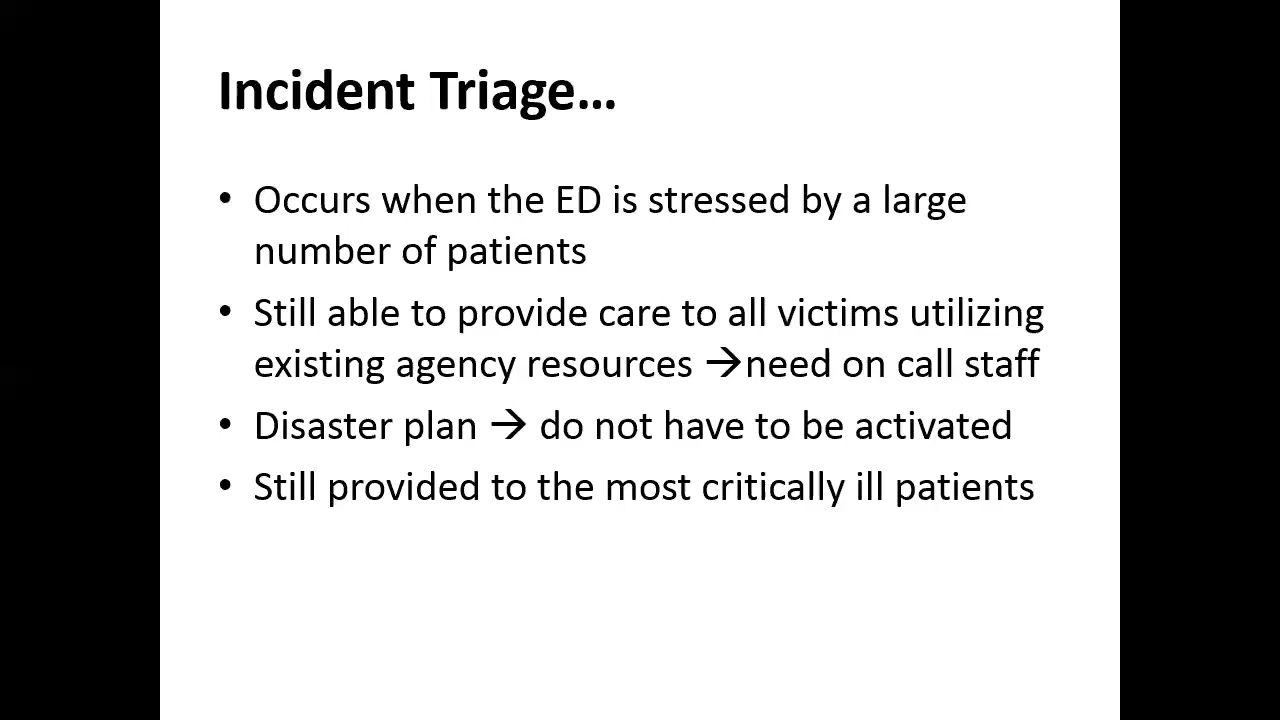 Incident Triage...
• Occurs when the ED is stressed by a large
number of patients
• Still able to provide care to all victims utilizing
existing agency resources →need on call staff
• Disaster plan → do not have to be activated
• Still provided to the most critically ill patients